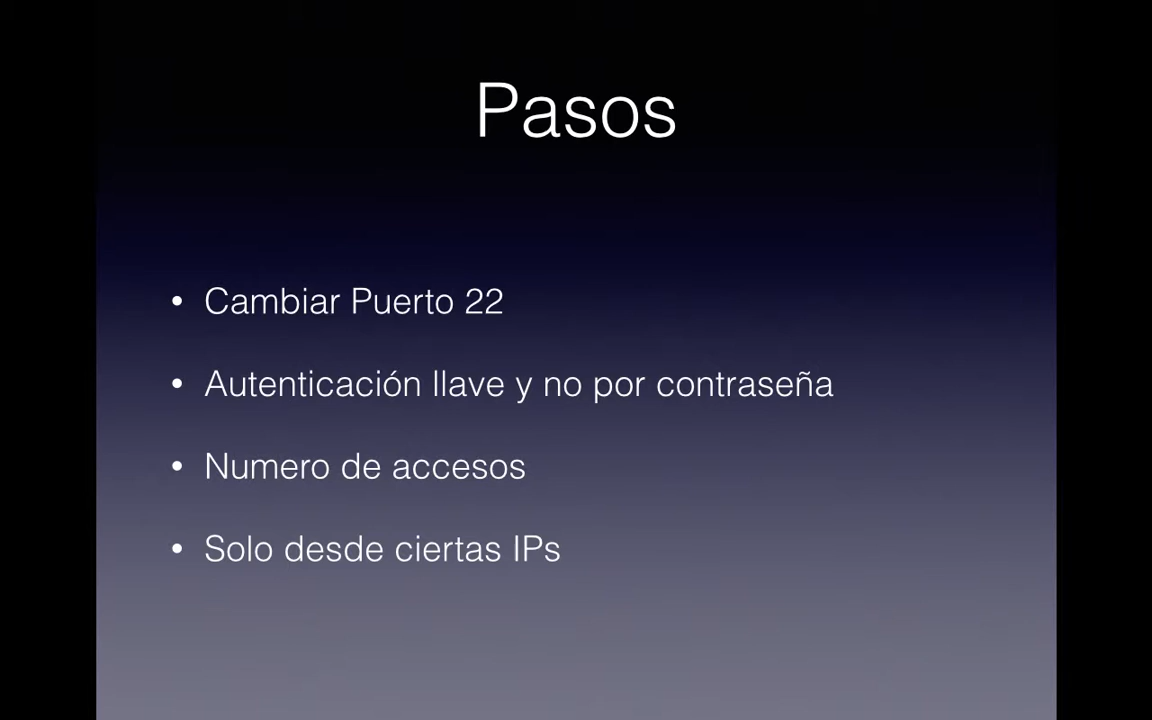 Pasos
• Cambiar Puerto 22
• Autenticación llave y no por contraseña
• Numero de accesos
• Solo desde ciertas IPs